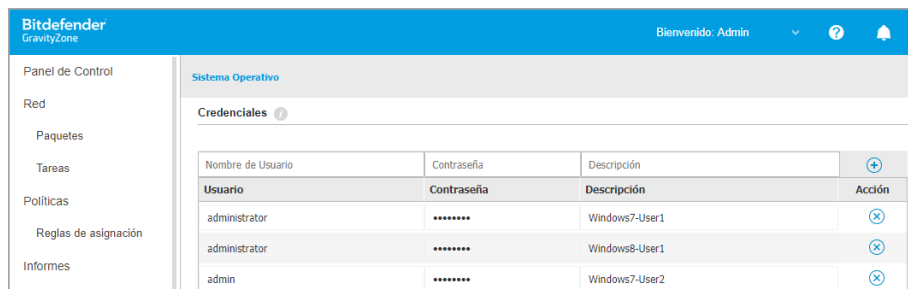 Bitdefender
GravityZone
Bienvenido: Admin
?
Panel de Control
Red
Paquetes
Tareas
Políticas
Reglas de asignación
Informes
Sistema Operativo
Credenciales i
Nombre de Usuario Contraseña Descripción
Usuario Contraseña Descripción Acción
administrator •••••••• Windows7-User1
administrator •••••••• Windows8-User1
admin •••••••• Windows7-User2